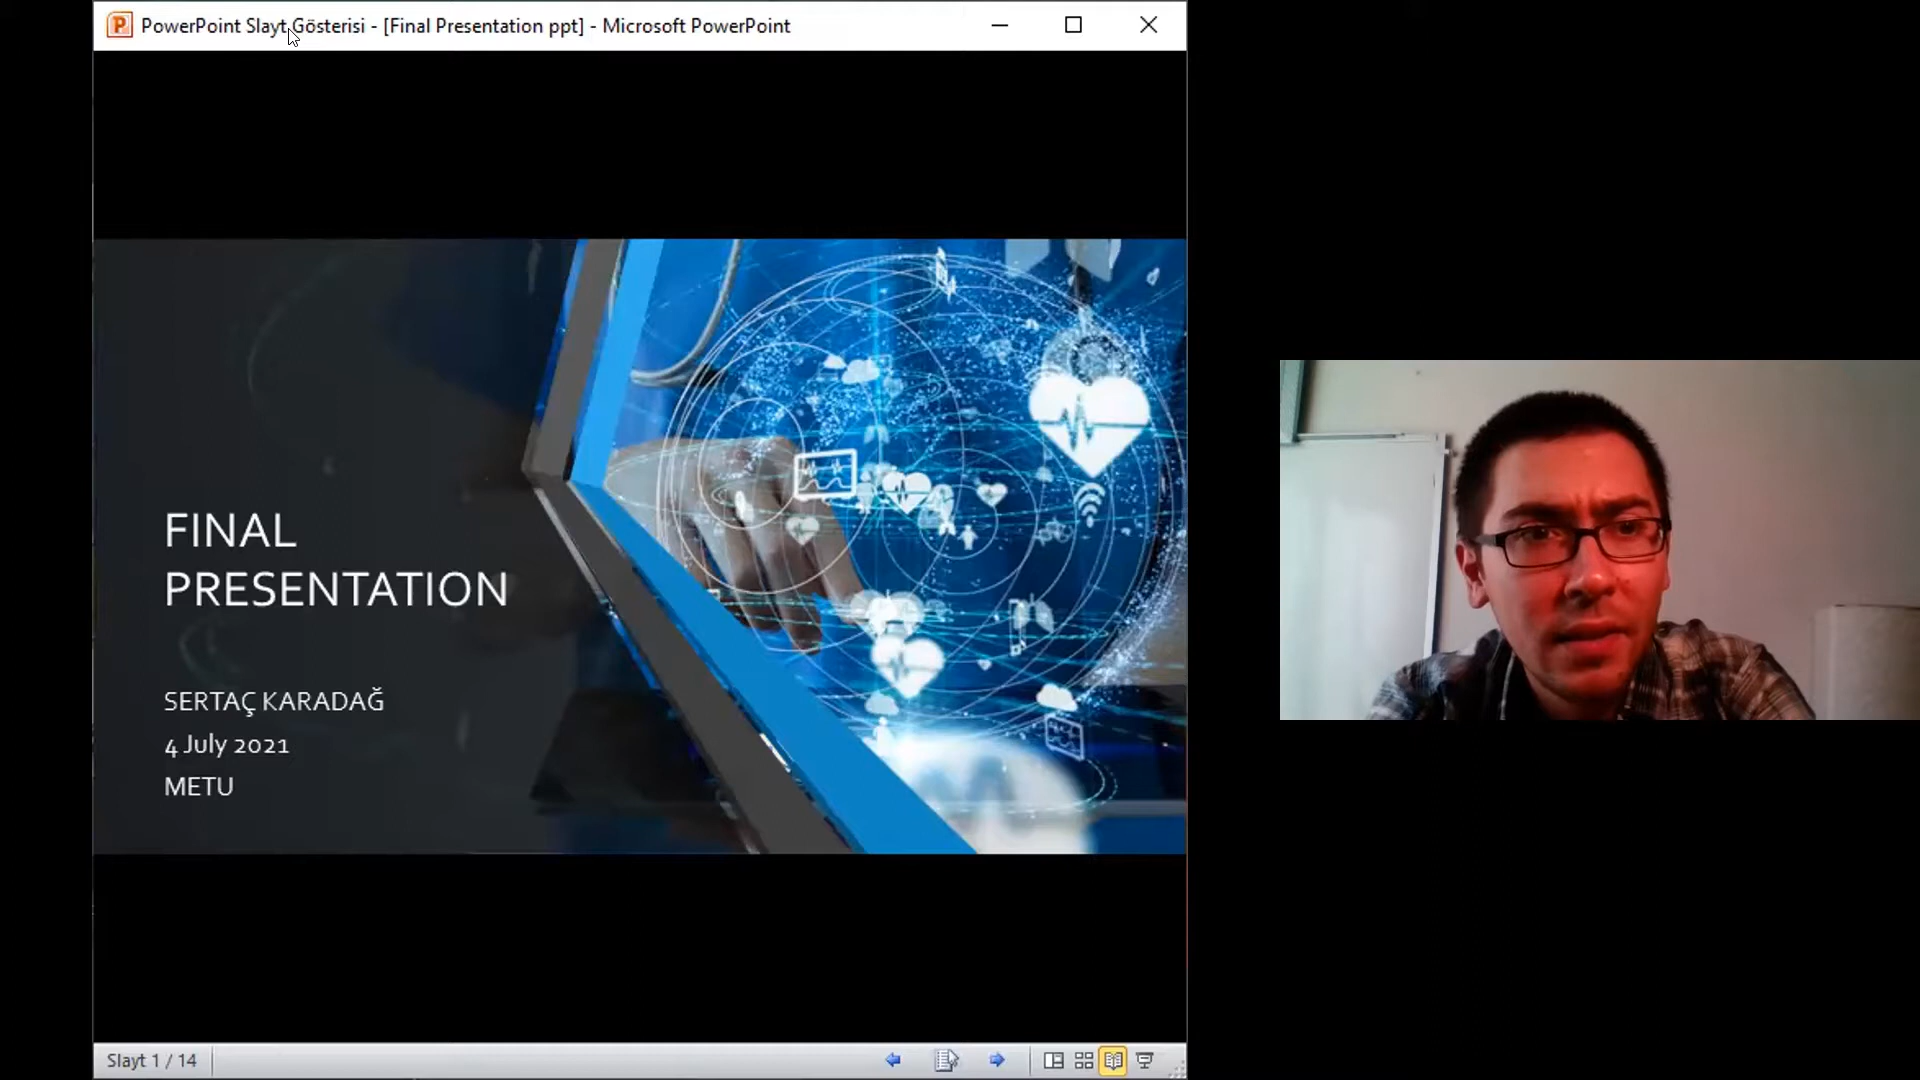 PowerPoint Slayt Gösterisi - [Final Presentation ppt] - Microsoft PowerPoint
FINAL
PRESENTATION
SERTAÇ KARADAĞ
4 July 2021
METU
Slayt 1 / 14